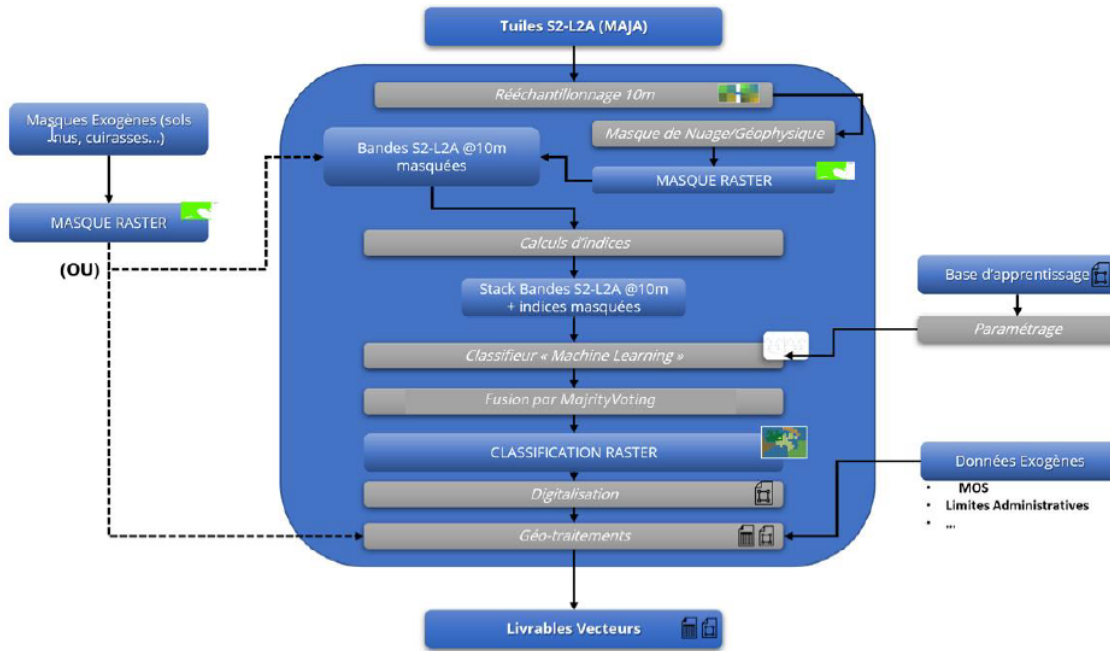 Tuiles S2-L2A (MAJA)
Rééchantillonnage 10m
Masques Exogènes (sols
nus, cuirasses...)
Masque de Nuage/Géophysique
Bandes S2-L2A @10m
masquées
MASQUE RASTER
MASQUE RASTER
(OU)
Calculs d'indices
Base d'apprentissage
Stack Bandes S2-L2A @10m
+ indices masquées
Paramétrage
Classifieur « Machine Learning »
Fusion par MajrityVoting
CLASSIFICATION RASTER
Données Exogènes
• MOS
• Limites Administratives
• ...
Digitalisation
Géo-traitements
Livrables Vecteurs